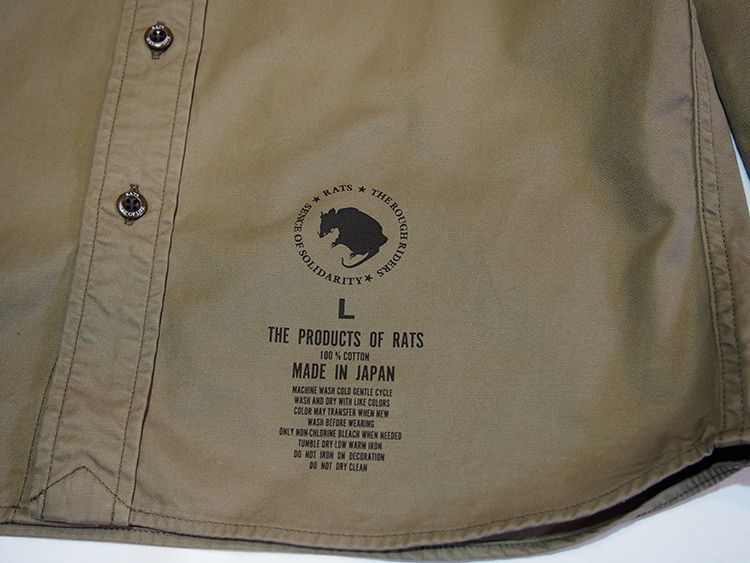 RATS
RATS
★ RATS ★ THE ROUGH RIDERS ★ SENCE OF SOLIDARITY
L
THE PRODUCTS OF RATS
100% COTTON
MADE IN JAPAN
MACHINE WASH COLD GENTLE CYCLE
WASH AND DRY WITH LIKE COLORS
COLOR MAY TRANSFER WHEN NEW
WASH BEFORE WEARING
ONLY NON-CHLORINE BLEACH WHEN NEEDED
TUMBLE DRY LOW WARM IRON
DO NOT IRON ON DECORATION
DO NOT DRY CLEAN